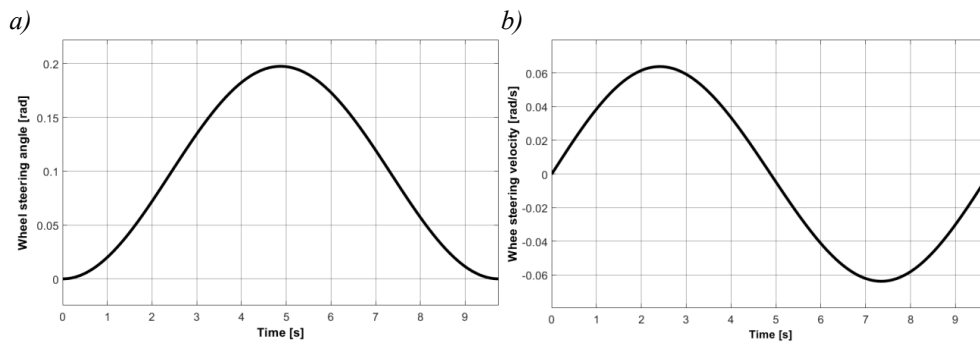 a)
Wheel steering angle [rad]
0.2
0.15
0.1
0.05
0
0 1 2 3 4 5 6 7 8 9
Time [s]
b)
Whee steering velocity [rad/s]
0.06
0.04
0.02
0
-0.02
-0.04
-0.06
0 1 2 3 4 5 6 7 8 9
Time [s]